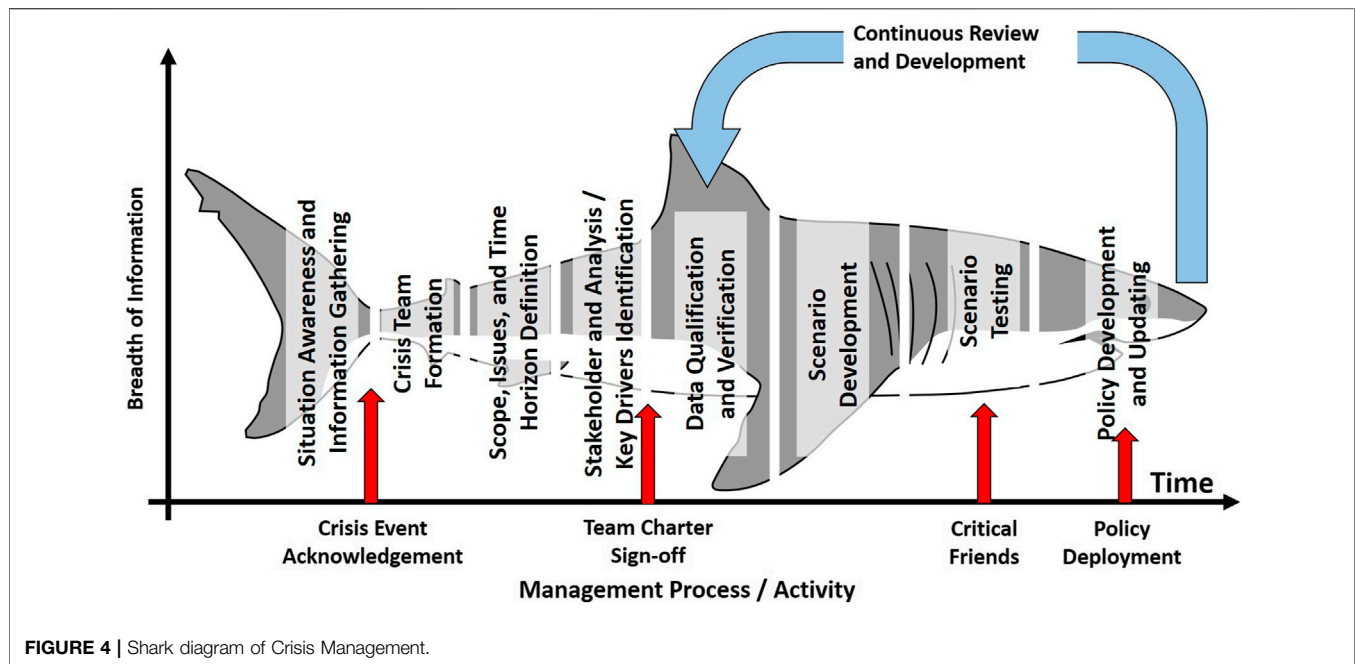 Continuous Review
and Development
Breadth of Information
Situation Awareness and
Information Gathering
Crisis Team
Formation
Scope, Issues, and Time
Horizon Definition
Stakeholder and Analysis /
Key Drivers Identification
Data Qualification
and Verification
Scenario
Development
Scenario
Testing
Policy Development
and Updating
Time
Crisis Event
Acknowledgement
Team Charter
Sign-off
Critical
Friends
Policy
Deployment
Management Process / Activity
FIGURE 4 | Shark diagram of Crisis Management.